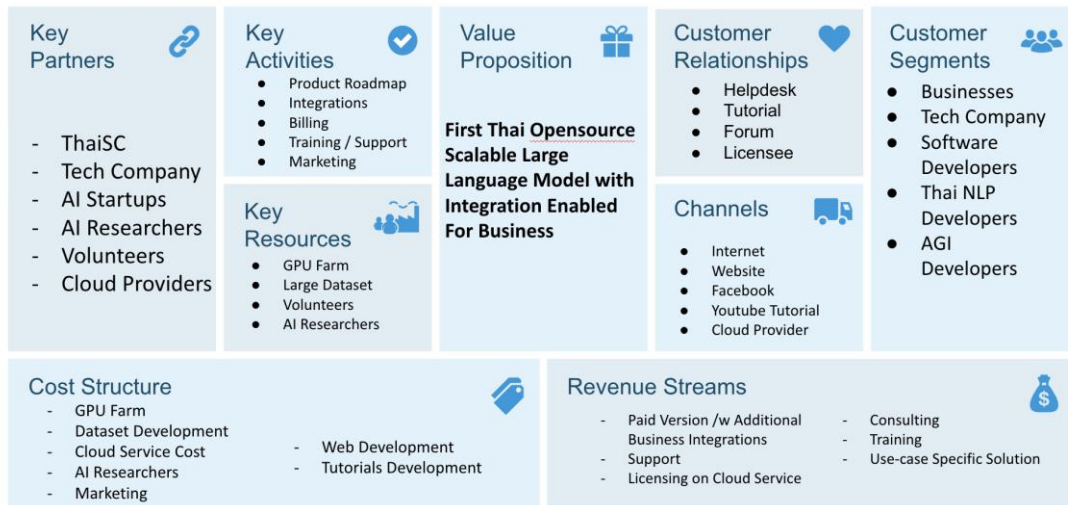 Key
Partners
- ThaiSC
- Tech Company
- AI Startups
- AI Researchers
- Volunteers
- Cloud Providers
Key
Activities
● Product Roadmap
● Integrations
● Billing
● Training / Support
● Marketing
Key
Resources
● GPU Farm
● Large Dataset
● Volunteers
● AI Researchers
Value
Proposition
First Thai Opensource
Scalable Large
Language Model with
Integration Enabled
For Business
Customer
Relationships
● Helpdesk
● Tutorial
● Forum
● Licensee
Channels
● Internet
● Website
● Facebook
● Youtube Tutorial
● Cloud Provider
Customer
Segments
● Businesses
● Tech Company
● Software
Developers
● Thai NLP
Developers
● AGI
Developers
Cost Structure
- GPU Farm
- Dataset Development
- Cloud Service Cost
- AI Researchers
- Marketing
- Web Development
- Tutorials Development
Revenue Streams
- Paid Version /w Additional
Business Integrations
- Support
- Licensing on Cloud Service
- Consulting
- Training
- Use-case Specific Solution
$